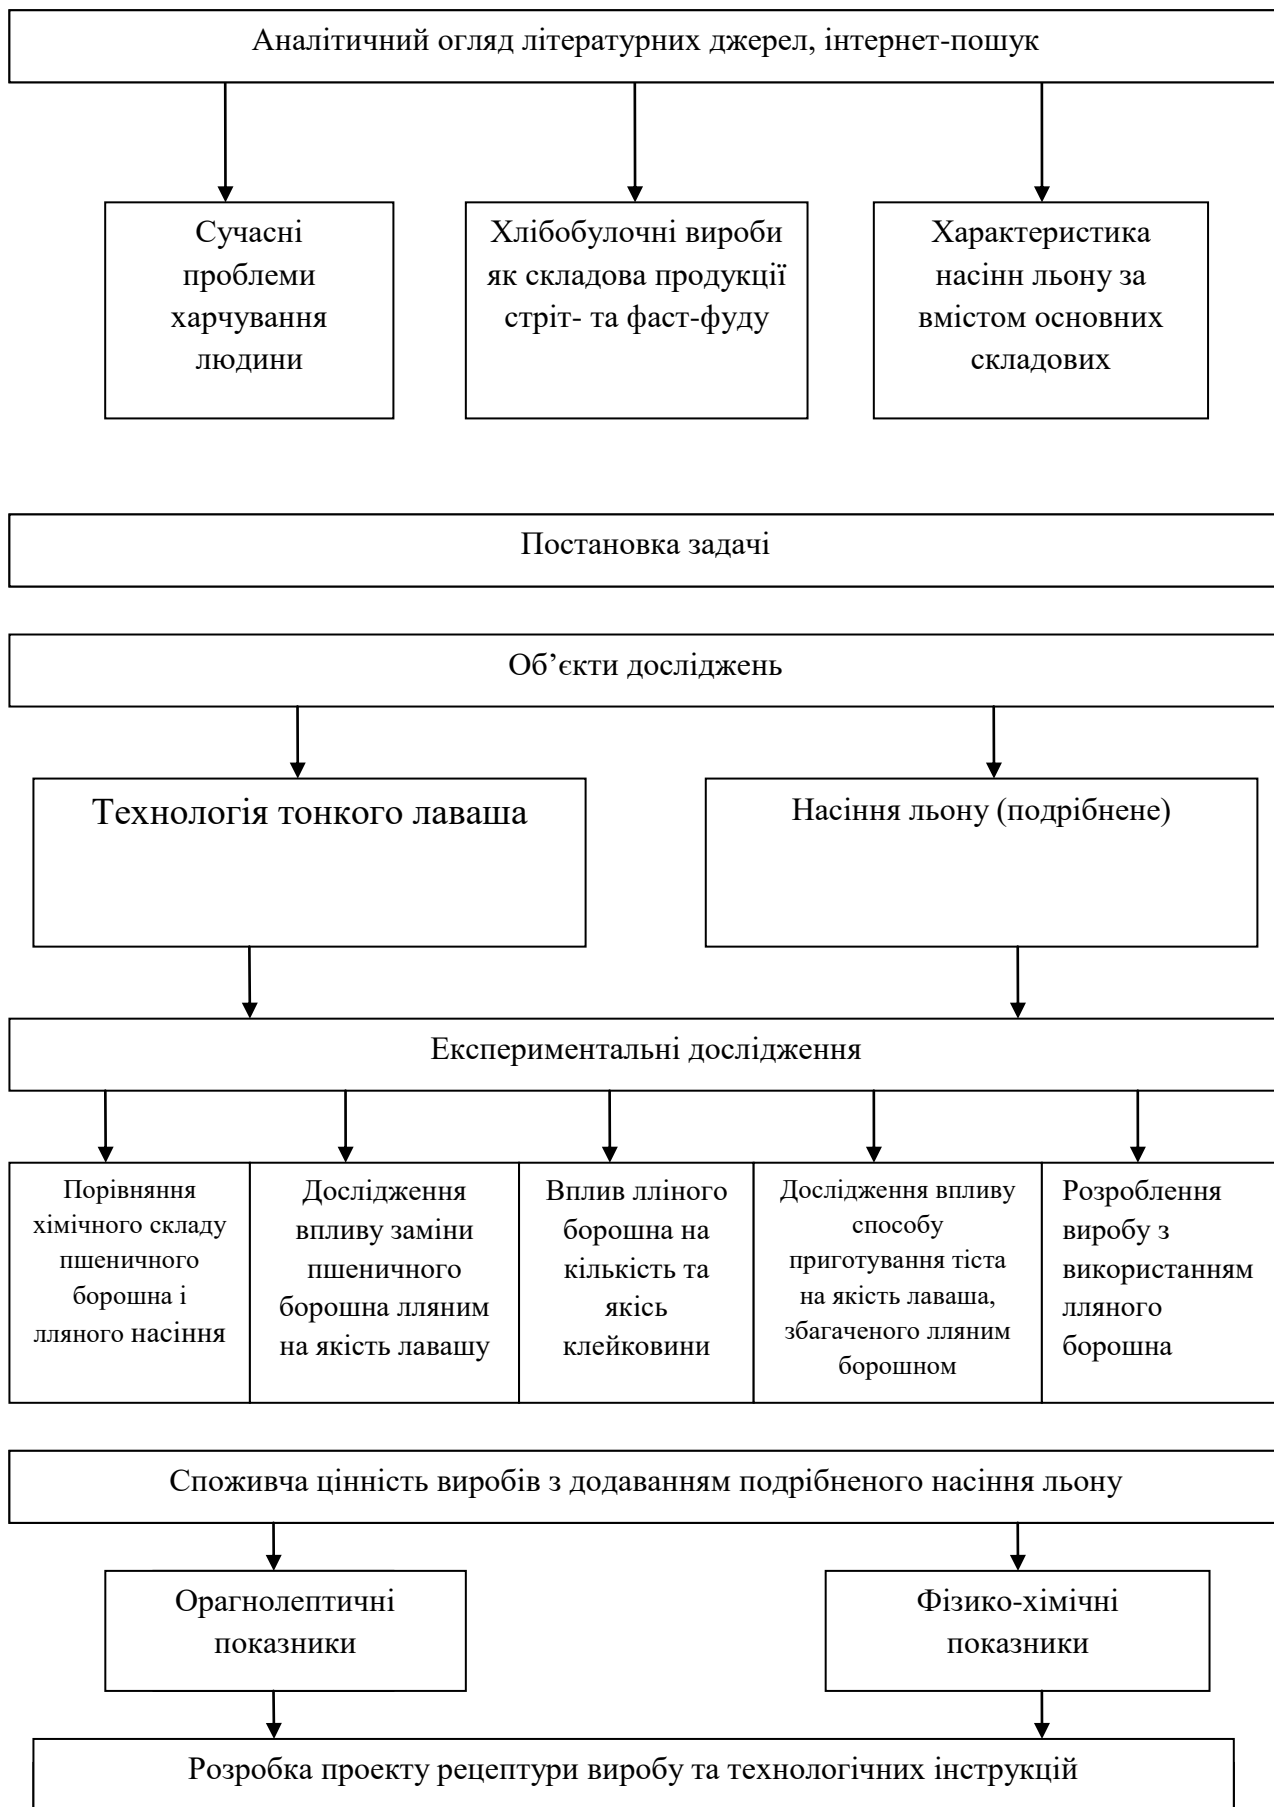 Аналітичний огляд літературних джерел, інтернет-пошук
Сучасні
проблеми
харчування
людини
Хлібобулочні вироби
як складова продукції
стріт- та фаст-фуду
Характеристика
насінн льону за
вмістом основних
складових
Постановка задачі
Об’єкти досліджень
Технологія тонкого лаваша
Насіння льону (подрібнене)
Експериментальні дослідження
Порівняння
хімічного складу
пшеничного
борошна і
лляного насіння
Дослідження
впливу заміни
пшеничного
борошна лляним
на якість лавашу
Вплив лліного
борошна на
кількість та
якісь
клейковини
Дослідження впливу
способу
приготування тіста
на якість лаваша,
збагаченого лляним
борошном
Розроблення
виробу з
використанням
лляного
борошна
Споживча цінність виробів з додаванням подрібненого насіння льону
Орагнолептичні
показники
Фізико-хімічні
показники
Розробка проекту рецептури виробу та технологічних інструкцій